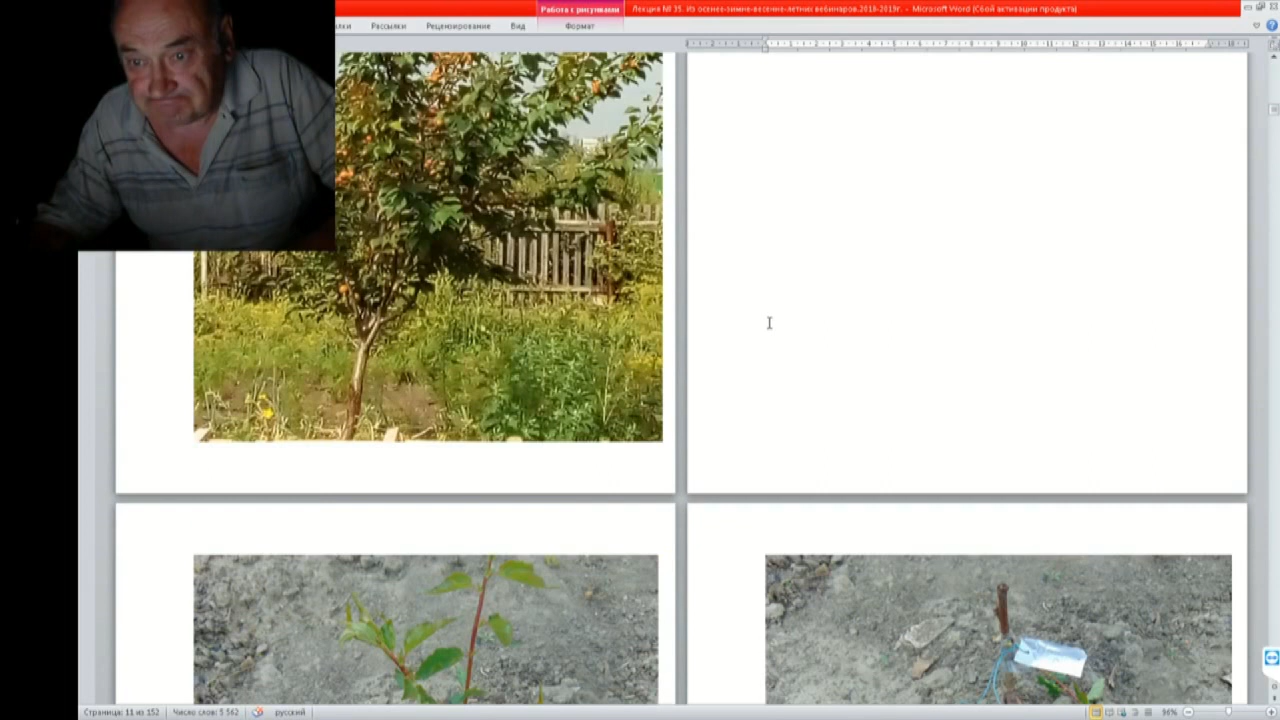 Работа с рисунками
Лекция № 35. Из осенне-зимне-весенне-летних вебинаров.2018-2019г. - Microsoft Word (Сбой активации продукта)
лки Рассылки Рецензирование Вид Формат
Страница: 11 из 152 Число слов: 5 562 русский 96%